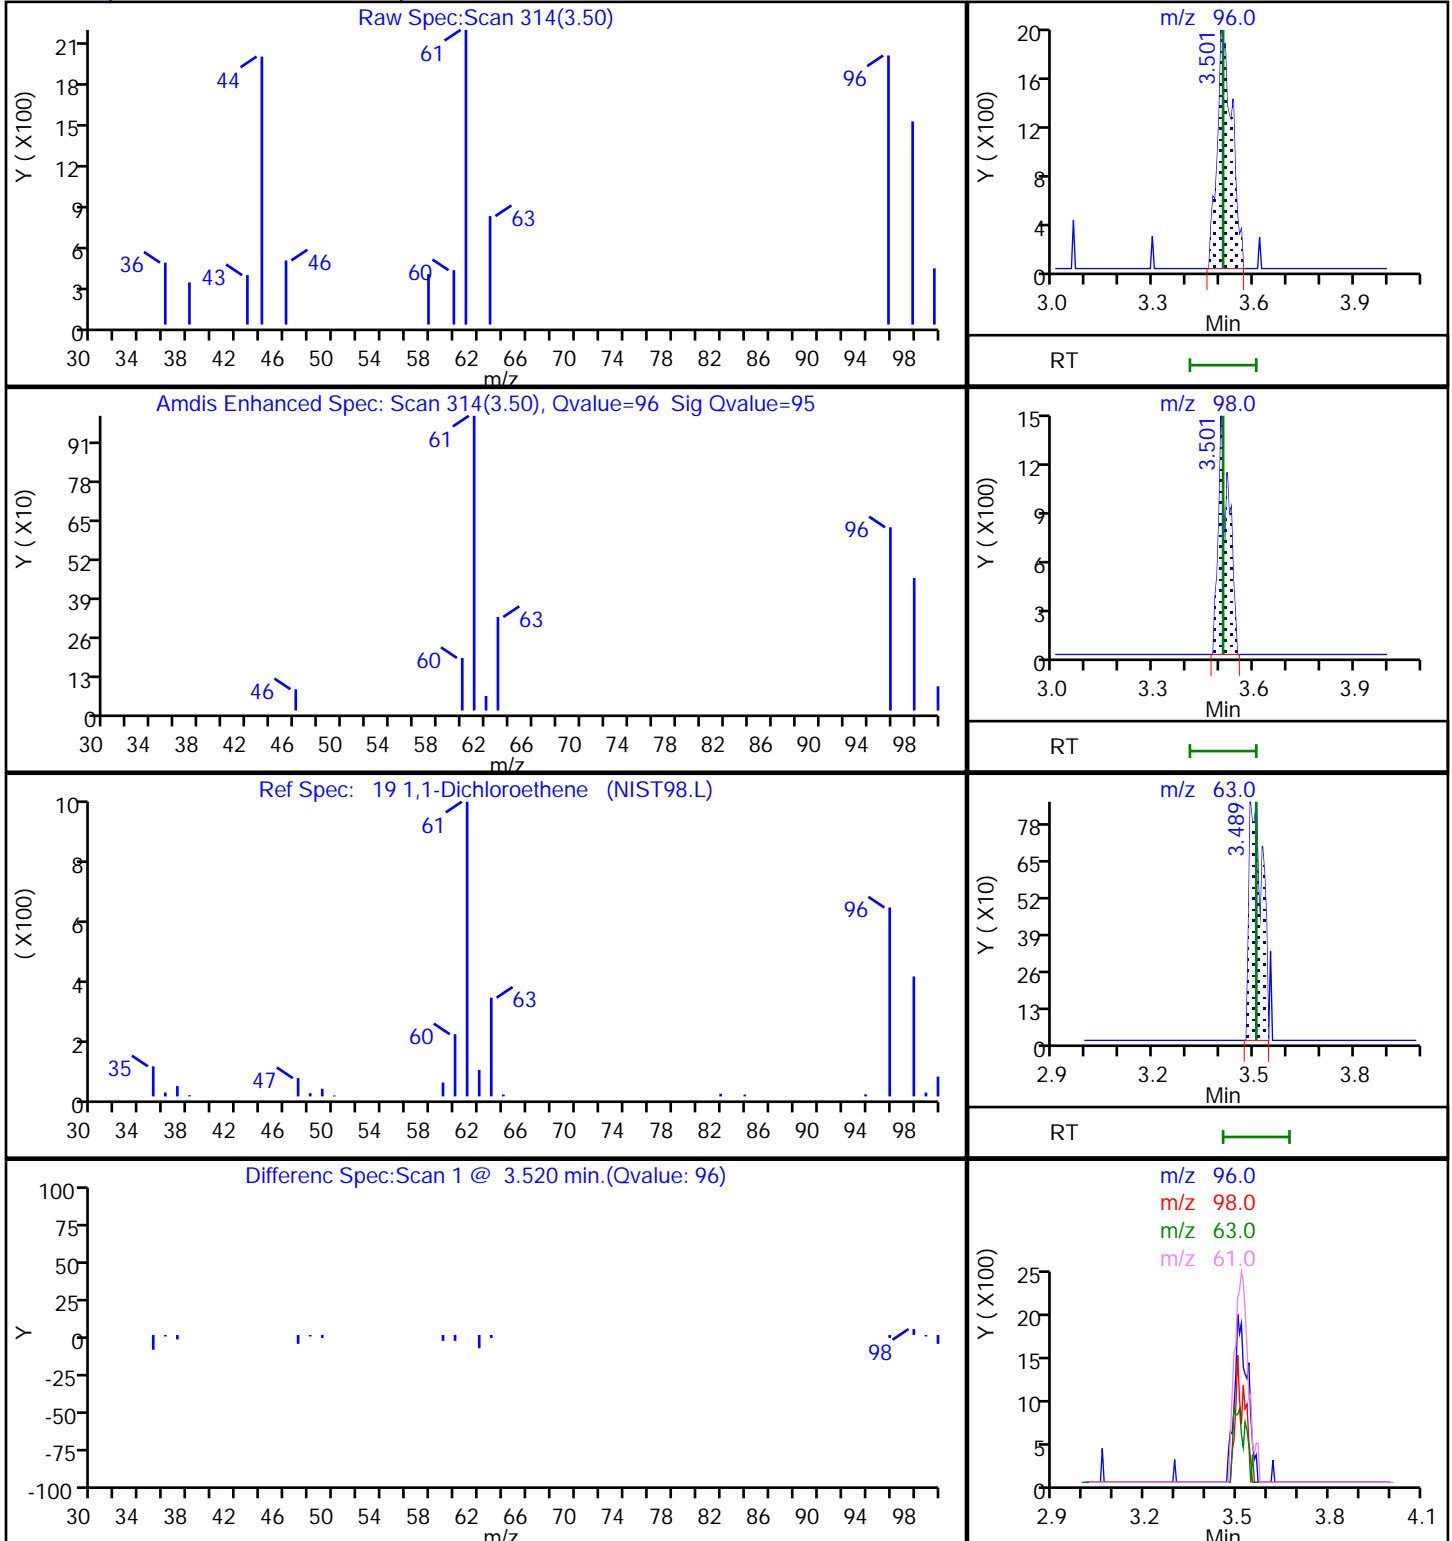 Raw Spec:Scan 314(3.50)
Y ( X100)
21
18
15
12
9
6
3
0
61
44
96
63
36
43
46
60
30 34 38 42 46 50 54 58 62 66 70 74 78 82 86 90 94 98
m/z
m/z 96.0
Y ( X100)
20
16
12
8
4
0
3.501
3.0 3.3 3.6 3.9
Min
RT
Amdis Enhanced Spec: Scan 314(3.50), Qvalue=96 Sig Qvalue=95
Y ( X10)
91
78
65
52
39
26
13
0
61
96
63
60
46
30 34 38 42 46 50 54 58 62 66 70 74 78 82 86 90 94 98
m/z
m/z 98.0
Y ( X100)
15
12
9
6
3
0
3.501
3.0 3.3 3.6 3.9
Min
RT
Ref Spec: 19 1,1-Dichloroethene (NIST98.L)
( X100)
10
8
6
4
2
0
61
96
63
60
35
47
30 34 38 42 46 50 54 58 62 66 70 74 78 82 86 90 94 98
m/z 63.0
Y ( X10)
78
65
52
39
26
13
0
3.489
2.9 3.2 3.5 3.8
Min
RT
Differenc Spec:Scan 1 @ 3.520 min.(Qvalue: 96)
Y
100
75
50
25
0
-25
-50
-75
-100
98
30 34 38 42 46 50 54 58 62 66 70 74 78 82 86 90 94 98
m/z
m/z 96.0
m/z 98.0
m/z 63.0
m/z 61.0
Y ( X100)
25
20
15
10
5
0
2.9 3.2 3.5 3.8 4.1
Min